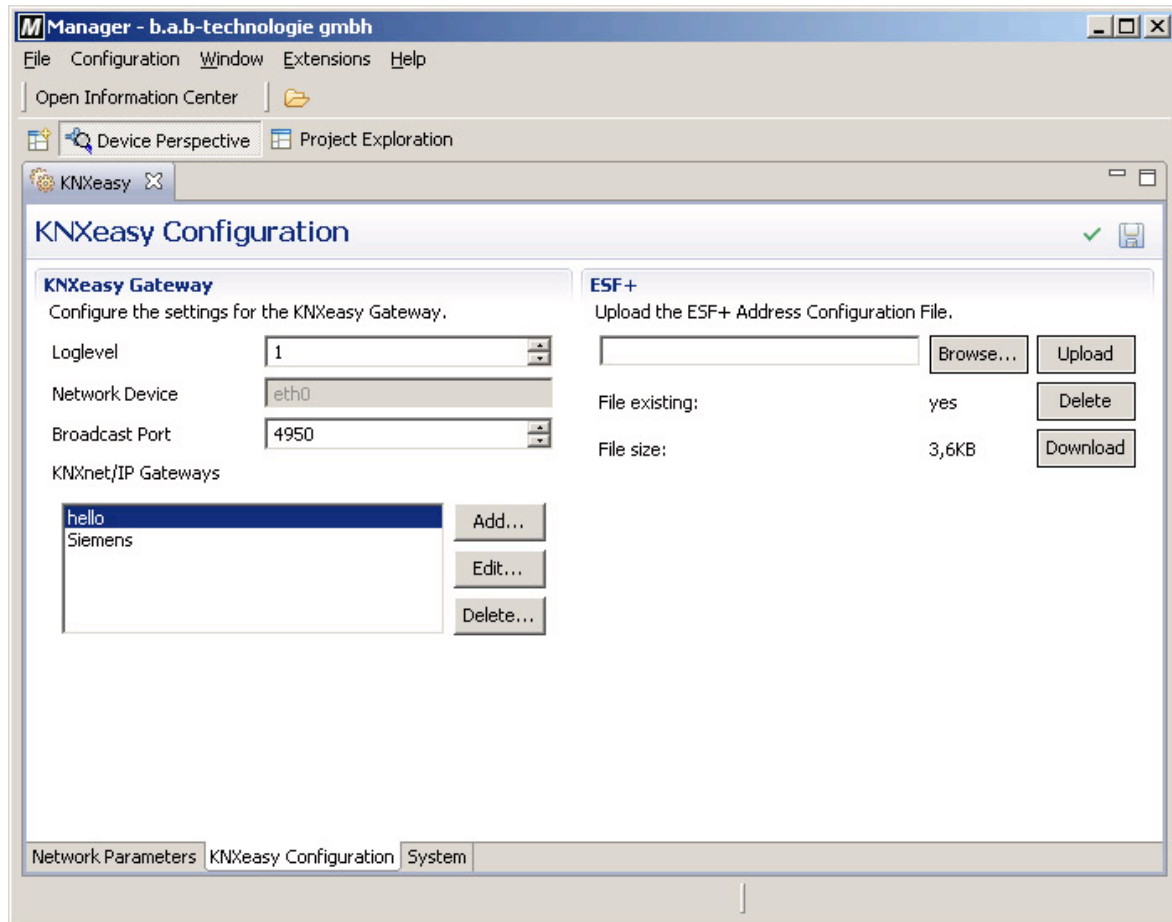 M Manager - b.a.b-technologie gmbh
File Configuration Window Extensions Help
Open Information Center
Device Perspective Project Exploration
KNXeasy
KNXeasy Configuration
KNXeasy Gateway
Configure the settings for the KNXeasy Gateway.
Loglevel 1
Network Device eth0
Broadcast Port 4950
KNXnet/IP Gateways
hello
Siemens
Add...
Edit...
Delete...
ESF+
Upload the ESF+ Address Configuration File.
Browse... Upload
File existing: yes Delete
File size: 3,6KB Download
Network Parameters KNXeasy Configuration System